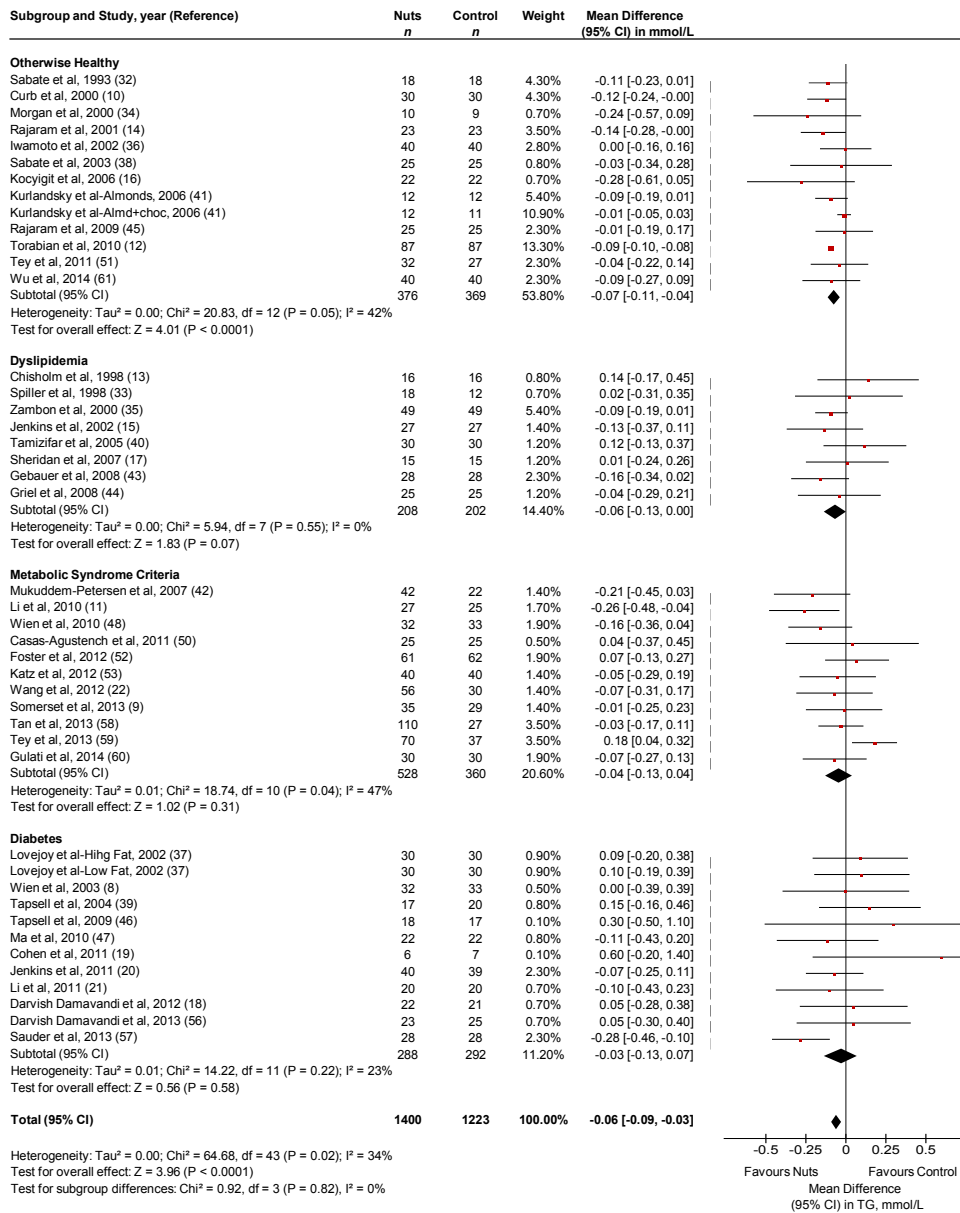 Subgroup and Study, year (Reference) Nuts Control Weight Mean Difference
n n (95% CI) in mmol/L
Otherwise Healthy
Sabate et al, 1993 (32) 18 18 4.30% -0.11 [-0.23, 0.01]
Curb et al, 2000 (10) 30 30 4.30% -0.12 [-0.24, -0.00]
Morgan et al, 2000 (34) 10 9 0.70% -0.24 [-0.57, 0.09]
Rajaram et al, 2001 (14) 23 23 3.50% -0.14 [-0.28, -0.00]
Iwamoto et al, 2002 (36) 40 40 2.80% 0.00 [-0.16, 0.16]
Sabate et al, 2003 (38) 25 25 0.80% -0.03 [-0.34, 0.28]
Kocyigit et al, 2006 (16) 22 22 0.70% -0.28 [-0.61, 0.05]
Kurlandsky et al-Almonds, 2006 (41) 12 12 5.40% -0.09 [-0.19, 0.01]
Kurlandsky et al-Almd+choc, 2006 (41) 12 11 10.90% -0.01 [-0.05, 0.03]
Rajaram et al, 2009 (45) 25 25 2.30% -0.01 [-0.19, 0.17]
Torabian et al, 2010 (12) 87 87 13.30% -0.09 [-0.10, -0.08]
Tey et al, 2011 (51) 32 27 2.30% -0.04 [-0.22, 0.14]
Wu et al, 2014 (61) 40 40 2.30% -0.09 [-0.27, 0.09]
Subtotal (95% CI) 376 369 53.80% -0.07 [-0.11, -0.04]
Heterogeneity: Tau² = 0.00; Chi² = 20.83, df = 12 (P = 0.05); I² = 42%
Test for overall effect: Z = 4.01 (P < 0.0001)
Dyslipidemia
Chisholm et al, 1998 (13) 16 16 0.80% 0.14 [-0.17, 0.45]
Spiller et al, 1998 (33) 18 12 0.70% 0.02 [-0.31, 0.35]
Zambon et al, 2000 (35) 49 49 5.40% -0.09 [-0.19, 0.01]
Jenkins et al, 2002 (15) 27 27 1.40% -0.13 [-0.37, 0.11]
Tamizifar et al, 2005 (40) 30 30 1.20% 0.12 [-0.13, 0.37]
Sheridan et al, 2007 (17) 15 15 1.20% 0.01 [-0.24, 0.26]
Gebauer et al, 2008 (43) 28 28 2.30% -0.16 [-0.34, 0.02]
Griel et al, 2008 (44) 25 25 1.20% -0.04 [-0.29, 0.21]
Subtotal (95% CI) 208 202 14.40% -0.06 [-0.13, 0.00]
Heterogeneity: Tau² = 0.00; Chi² = 5.94, df = 7 (P = 0.55); I² = 0%
Test for overall effect: Z = 1.83 (P = 0.07)
Metabolic Syndrome Criteria
Mukuddem-Petersen et al, 2007 (42) 42 22 1.40% -0.21 [-0.45, 0.03]
Li et al, 2010 (11) 27 25 1.70% -0.26 [-0.48, -0.04]
Wien et al, 2010 (48) 32 33 1.90% -0.16 [-0.36, 0.04]
Casas-Agustench et al, 2011 (50) 25 25 0.50% 0.04 [-0.37, 0.45]
Foster et al, 2012 (52) 61 62 1.90% 0.07 [-0.13, 0.27]
Katz et al, 2012 (53) 40 40 1.40% -0.05 [-0.29, 0.19]
Wang et al, 2012 (22) 56 30 1.40% -0.07 [-0.31, 0.17]
Somerset et al, 2013 (9) 35 29 1.40% -0.01 [-0.25, 0.23]
Tan et al, 2013 (58) 110 27 3.50% -0.03 [-0.17, 0.11]
Tey et al, 2013 (59) 70 37 3.50% 0.18 [0.04, 0.32]
Gulati et al, 2014 (60) 30 30 1.90% -0.07 [-0.27, 0.13]
Subtotal (95% CI) 528 360 20.60% -0.04 [-0.13, 0.04]
Heterogeneity: Tau² = 0.01; Chi² = 18.74, df = 10 (P = 0.04); I² = 47%
Test for overall effect: Z = 1.02 (P = 0.31)
Diabetes
Lovejoy et al-Hihg Fat, 2002 (37) 30 30 0.90% 0.09 [-0.20, 0.38]
Lovejoy et al-Low Fat, 2002 (37) 30 30 0.90% 0.10 [-0.19, 0.39]
Wien et al, 2003 (8) 32 33 0.50% 0.00 [-0.39, 0.39]
Tapsell et al, 2004 (39) 17 20 0.80% 0.15 [-0.16, 0.46]
Tapsell et al, 2009 (46) 18 17 0.10% 0.30 [-0.50, 1.10]
Ma et al, 2010 (47) 22 22 0.80% -0.11 [-0.43, 0.20]
Cohen et al, 2011 (19) 6 7 0.10% 0.60 [-0.20, 1.40]
Jenkins et al, 2011 (20) 40 39 2.30% -0.07 [-0.25, 0.11]
Li et al, 2011 (21) 20 20 0.70% -0.10 [-0.43, 0.23]
Darvish Damavandi et al, 2012 (18) 22 21 0.70% 0.05 [-0.28, 0.38]
Darvish Damavandi et al, 2013 (56) 23 25 0.70% 0.05 [-0.30, 0.40]
Sauder et al, 2013 (57) 28 28 2.30% -0.28 [-0.46, -0.10]
Subtotal (95% CI) 288 292 11.20% -0.03 [-0.13, 0.07]
Heterogeneity: Tau² = 0.01; Chi² = 14.22, df = 11 (P = 0.22); I² = 23%
Test for overall effect: Z = 0.56 (P = 0.58)
Total (95% CI) 1400 1223 100.00% -0.06 [-0.09, -0.03]
Heterogeneity: Tau² = 0.00; Chi² = 64.68, df = 43 (P = 0.02); I² = 34%
Test for overall effect: Z = 3.96 (P < 0.0001)
Test for subgroup differences: Chi² = 0.92, df = 3 (P = 0.82), I² = 0%
-0.5 -0.25 0 0.25 0.5
Favours Nuts Favours Control
Mean Difference
(95% CI) in TG, mmol/L